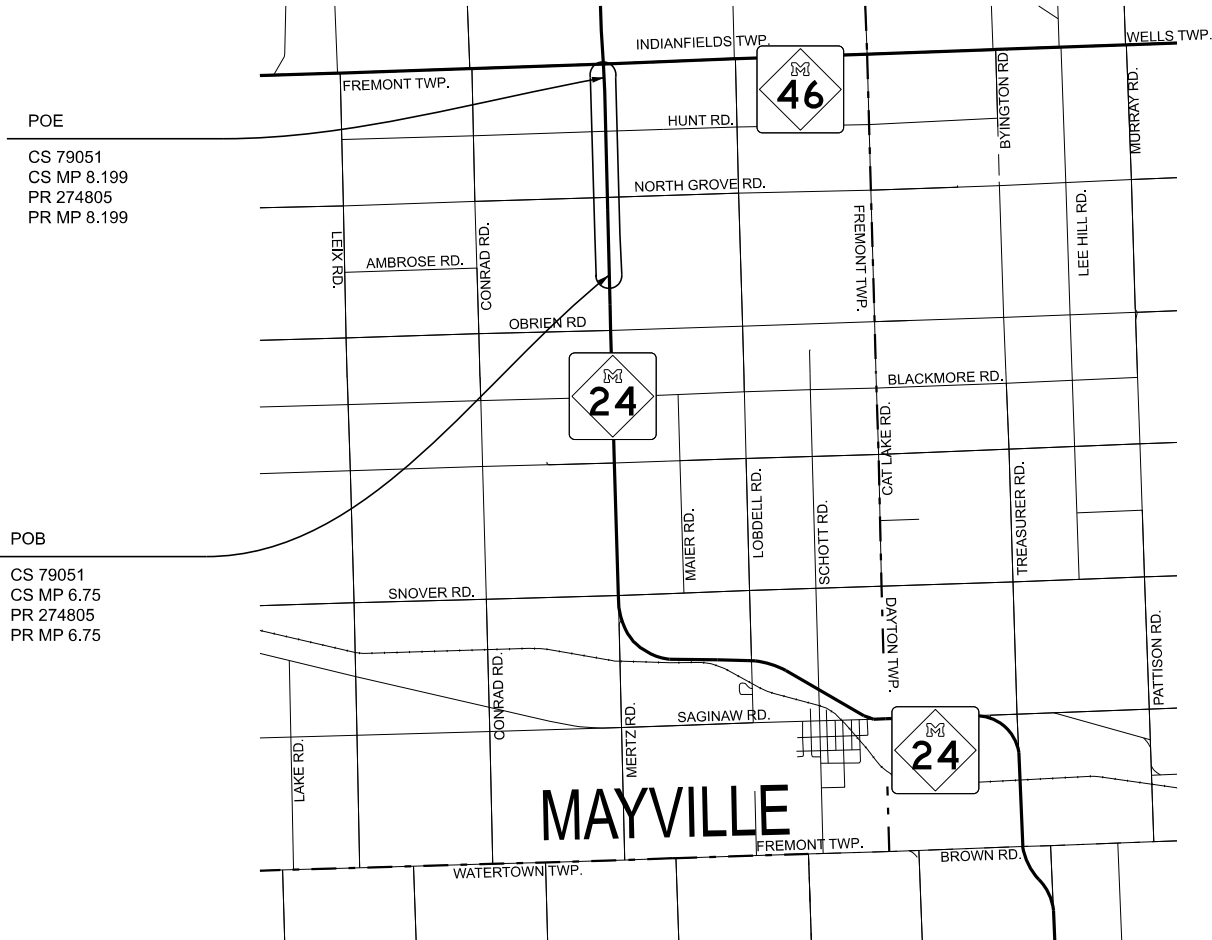 INDIANFIELDS TWP.
WELLS TWP.
FREMONT TWP.
M
46
BYINGTON RD
MURRAY RD.
POE
HUNT RD.
CS 79051
CS MP 8.199
PR 274805
PR MP 8.199
NORTH GROVE RD.
LEIX RD.
AMBROSE RD.
CONRAD RD.
FREMONT TWP.
LEE HILL RD.
OBRIEN RD
M
24
BLACKMORE RD.
CAT LAKE RD.
MAIER RD.
LOBDELL RD.
SCHOTT RD.
TREASURER RD.
POB
CS 79051
CS MP 6.75
PR 274805
PR MP 6.75
SNOVER RD.
DAYTON TWP.
PATTISON RD.
CONRAD RD.
MERTZ RD.
SAGINAW RD.
LAKE RD.
M
24
MAYVILLE
FREMONT TWP.
BROWN RD.
WATERTOWN TWP.